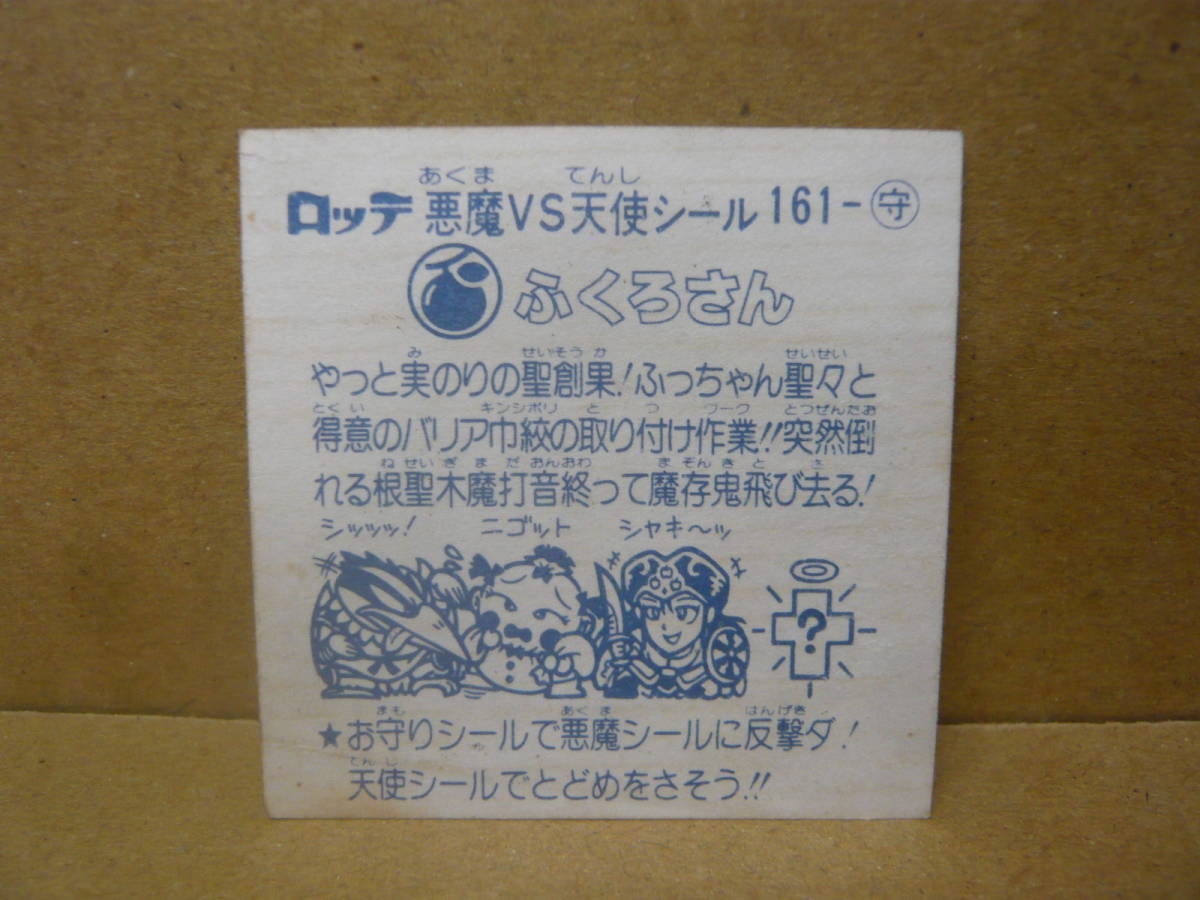 あくま てんし
ロッテ 悪魔VS天使シール 161-守
ふくろさん
み せいそうか せいせい
やっと実のりの聖創果!ふっちゃん聖々と
とくい キンシボリ と つ ワーク とつぜんたお
得意のバリア巾絞の取り付け作業!!突然倒
ねせいぎまだおんおわ まぞんきと さ
れる根聖木魔打音終って魔存鬼飛び去る!
シッッッ! ニゴット シャキ〜ッ
?
まも あくま はんげき
★お守りシールで悪魔シールに反撃ダ!
てんし
天使シールでとどめをさそう!!